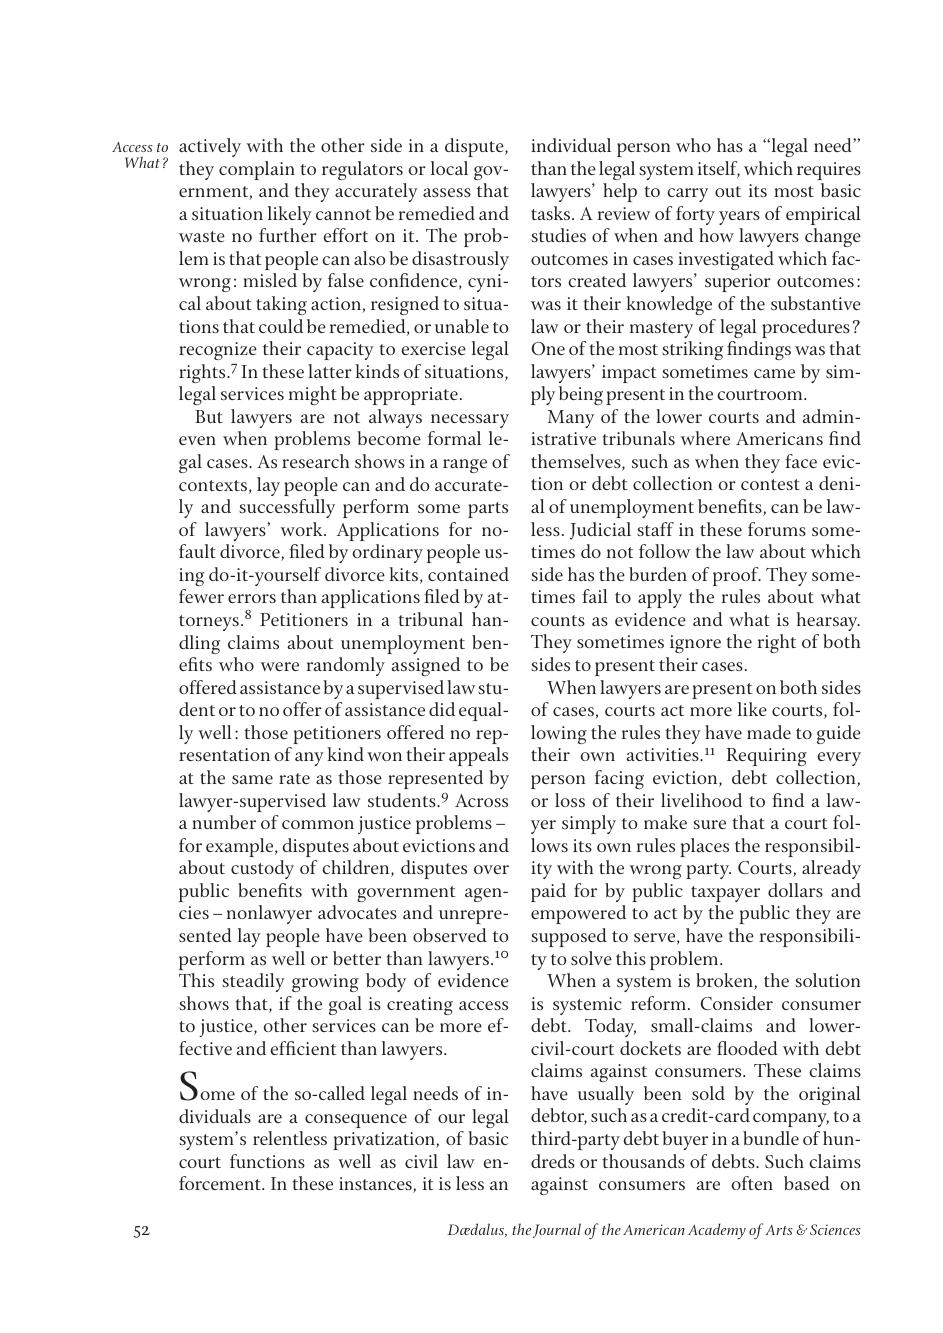 Access to
What?
actively with the other side in a dispute,
they complain to regulators or local gov-
ernment, and they accurately assess that
a situation likely cannot be remedied and
waste no further effort on it. The prob-
lem is that people can also be disastrously
wrong: misled by false confidence, cyni-
cal about taking action, resigned to situa-
tions that could be remedied, or unable to
recognize their capacity to exercise legal
rights.⁷ In these latter kinds of situations,
legal services might be appropriate.
But lawyers are not always necessary
even when problems become formal le-
gal cases. As research shows in a range of
contexts, lay people can and do accurate-
ly and successfully perform some parts
of lawyers’ work. Applications for no-
fault divorce, filed by ordinary people us-
ing do-it-yourself divorce kits, contained
fewer errors than applications filed by at-
torneys.⁸ Petitioners in a tribunal han-
dling claims about unemployment ben-
efits who were randomly assigned to be
offered assistance by a supervised law stu-
dent or to no offer of assistance did equal-
ly well: those petitioners offered no rep-
resentation of any kind won their appeals
at the same rate as those represented by
lawyer-supervised law students.⁹ Across
a number of common justice problems –
for example, disputes about evictions and
about custody of children, disputes over
public benefits with government agen-
cies – nonlawyer advocates and unrepre-
sented lay people have been observed to
perform as well or better than lawyers.¹⁰
This steadily growing body of evidence
shows that, if the goal is creating access
to justice, other services can be more ef-
fective and efficient than lawyers.
Some of the so-called legal needs of in-
dividuals are a consequence of our legal
system’s relentless privatization, of basic
court functions as well as civil law en-
forcement. In these instances, it is less an
individual person who has a “legal need”
than the legal system itself, which requires
lawyers’ help to carry out its most basic
tasks. A review of forty years of empirical
studies of when and how lawyers change
outcomes in cases investigated which fac-
tors created lawyers’ superior outcomes:
was it their knowledge of the substantive
law or their mastery of legal procedures?
One of the most striking findings was that
lawyers’ impact sometimes came by sim-
ply being present in the courtroom.
Many of the lower courts and admin-
istrative tribunals where Americans find
themselves, such as when they face evic-
tion or debt collection or contest a deni-
al of unemployment benefits, can be law-
less. Judicial staff in these forums some-
times do not follow the law about which
side has the burden of proof. They some-
times fail to apply the rules about what
counts as evidence and what is hearsay.
They sometimes ignore the right of both
sides to present their cases.
When lawyers are present on both sides
of cases, courts act more like courts, fol-
lowing the rules they have made to guide
their own activities.¹¹ Requiring every
person facing eviction, debt collection,
or loss of their livelihood to find a law-
yer simply to make sure that a court fol-
lows its own rules places the responsibil-
ity with the wrong party. Courts, already
paid for by public taxpayer dollars and
empowered to act by the public they are
supposed to serve, have the responsibili-
ty to solve this problem.
When a system is broken, the solution
is systemic reform. Consider consumer
debt. Today, small-claims and lower-
civil-court dockets are flooded with debt
claims against consumers. These claims
have usually been sold by the original
debtor, such as a credit-card company, to a
third-party debt buyer in a bundle of hun-
dreds or thousands of debts. Such claims
against consumers are often based on
52
Dædalus, the Journal of the American Academy of Arts & Sciences